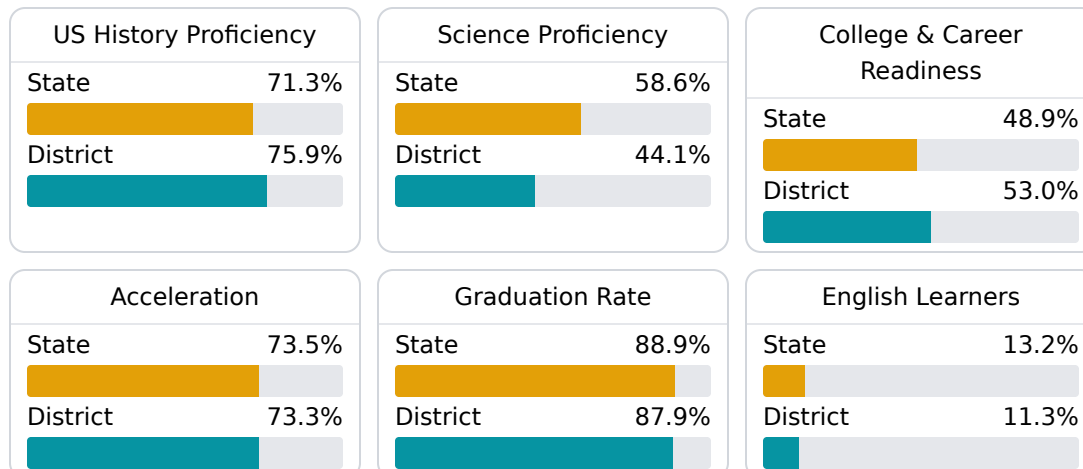 US History Proficiency
State 71.3%
District 75.9%
Science Proficiency
State 58.6%
District 44.1%
College & Career
Readiness
State 48.9%
District 53.0%
Acceleration
State 73.5%
District 73.3%
Graduation Rate
State 88.9%
District 87.9%
English Learners
State 13.2%
District 11.3%